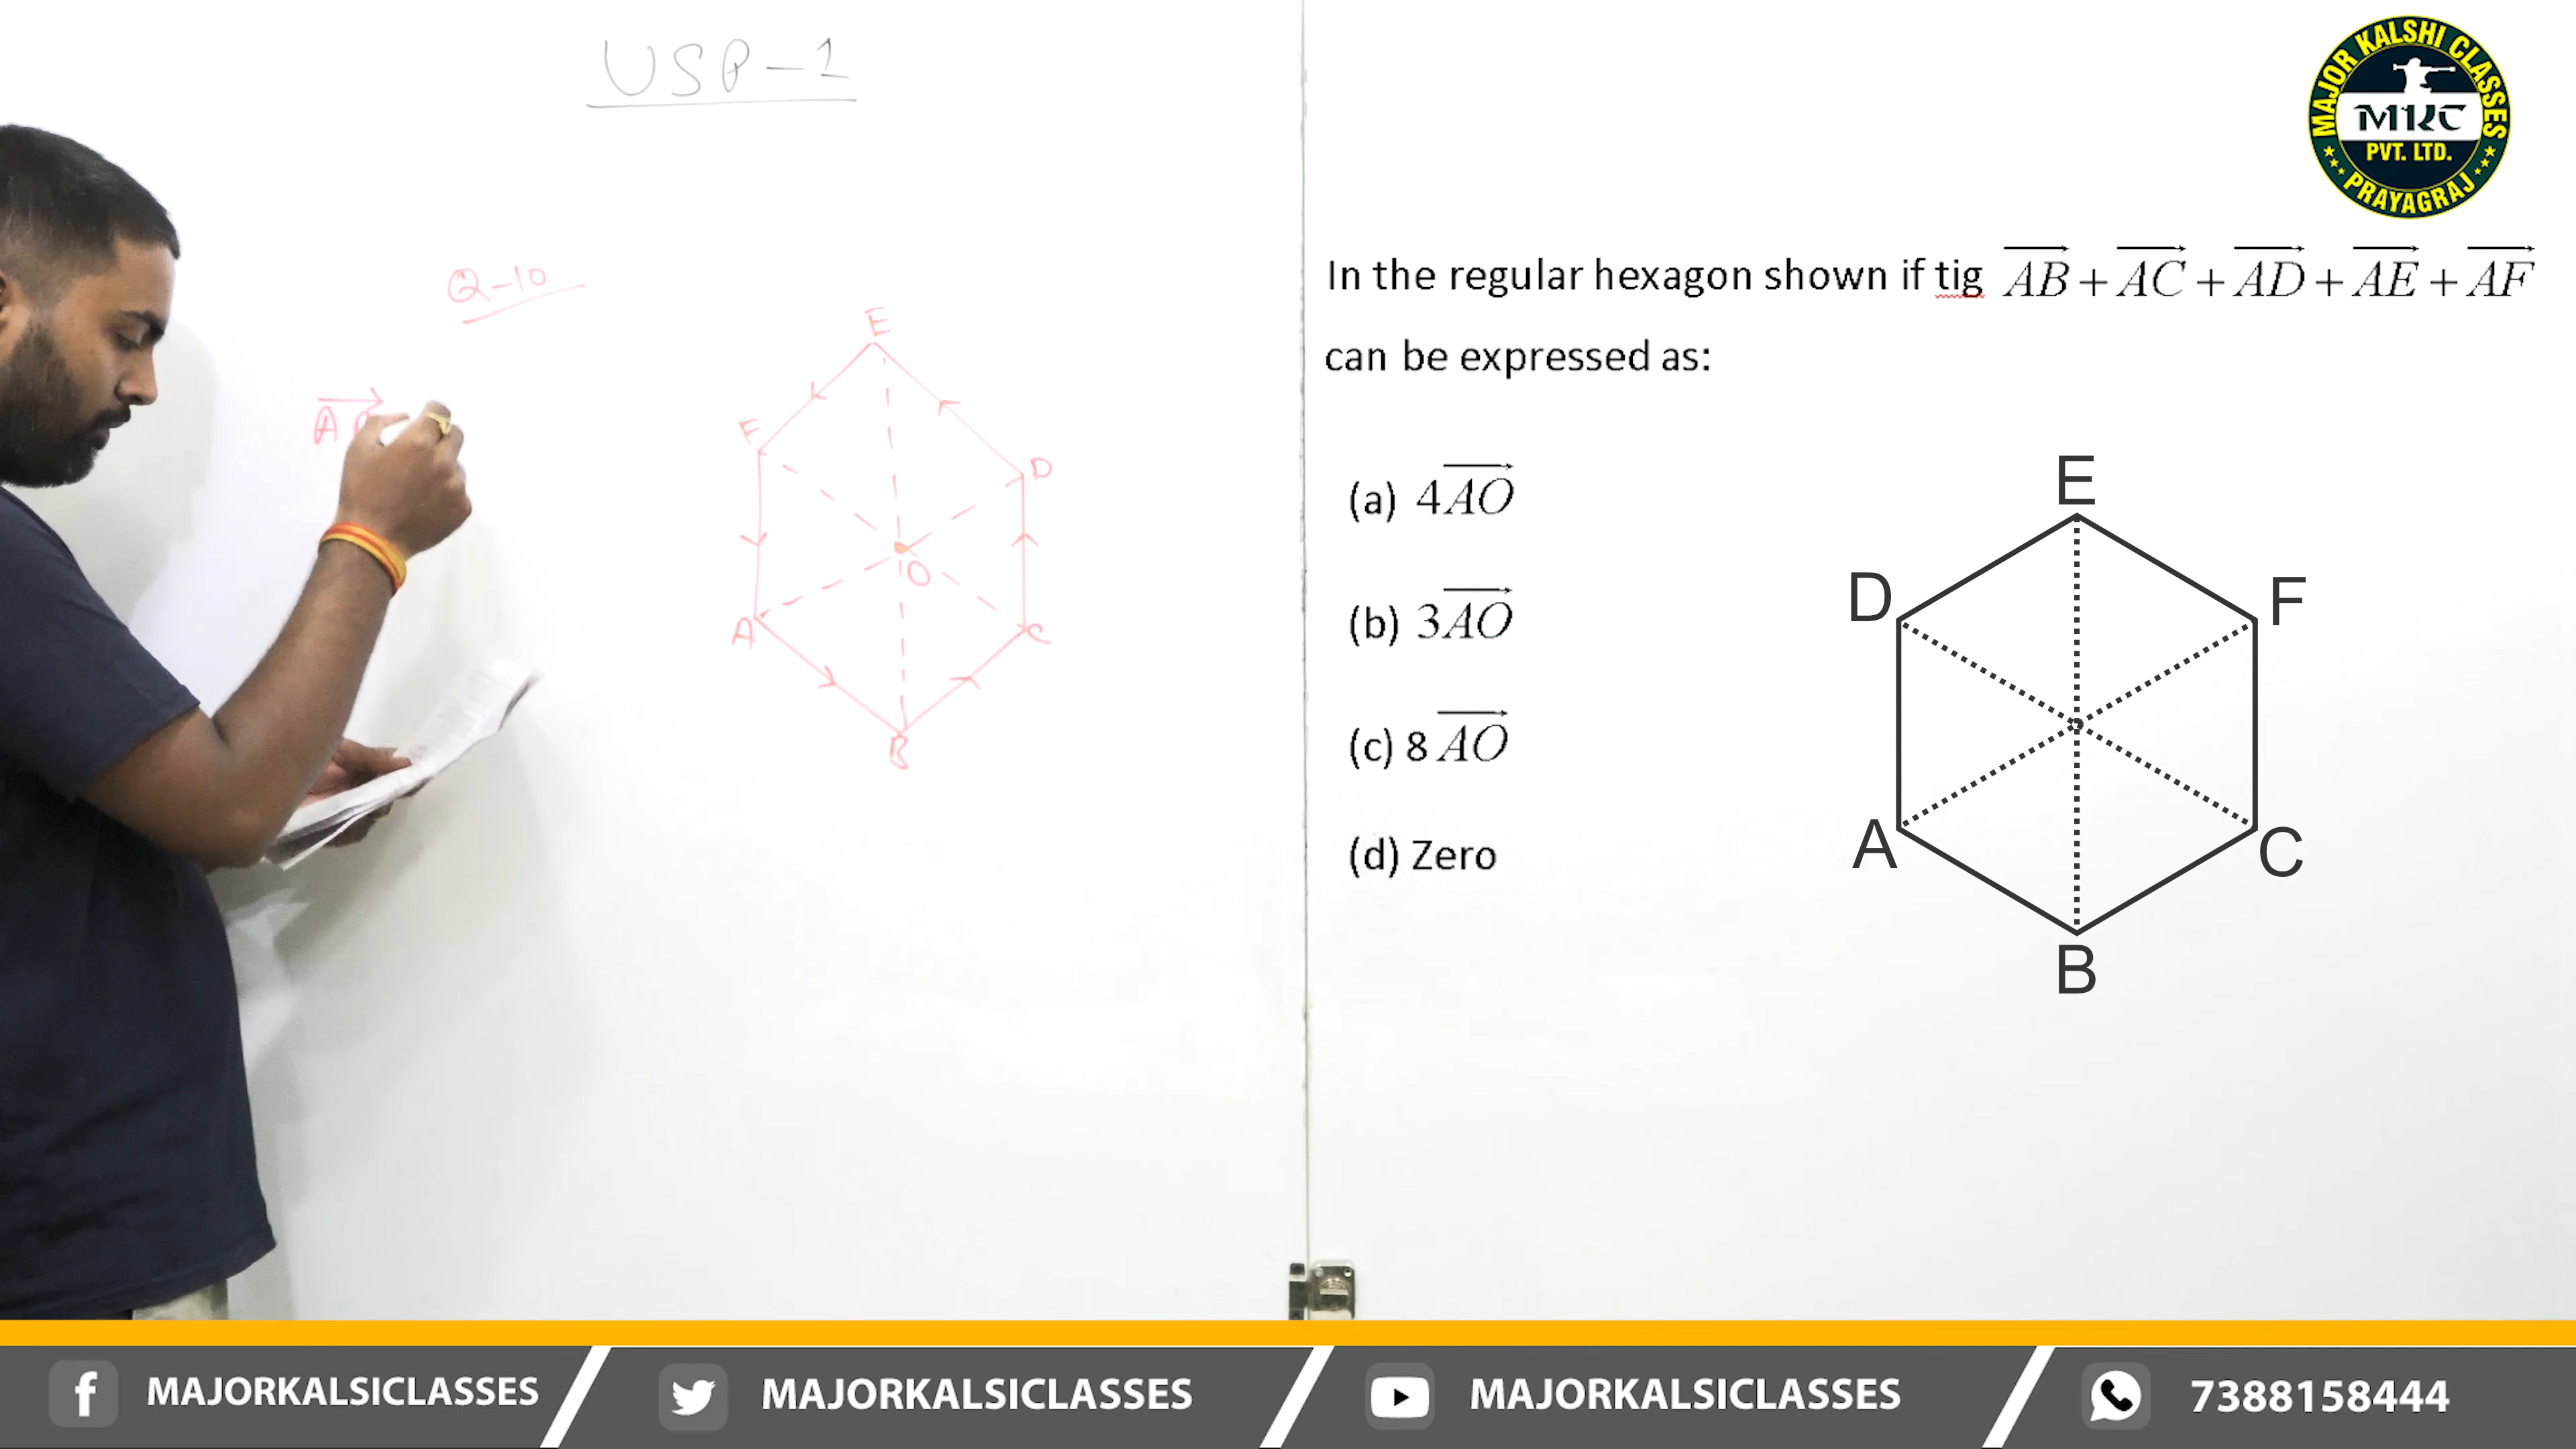 USP-1
Q-10
A
E
F
D
O
A
C
B
MAJOR KALSHI CLASSES
MKC
PVT. LTD.
PRAYAGRAJ
In the regular hexagon shown if tig AB + AC + AD + AE + AF
can be expressed as:
(a) 4AO
(b) 3AO
(c) 8 AO
(d) Zero
E
D
F
A
C
B
MAJORKALSICLASSES
MAJORKALSICLASSES
MAJORKALSICLASSES
7388158444